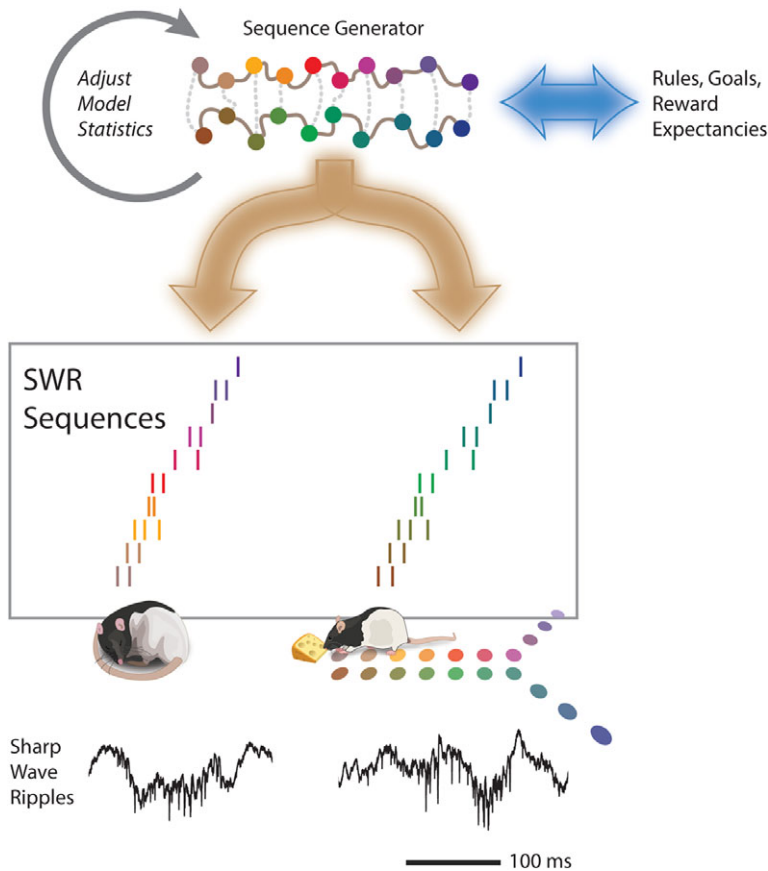 Sequence Generator
Adjust
Model
Statistics
Rules, Goals,
Reward
Expectancies
SWR
Sequences
Sharp
Wave
Ripples
100 ms